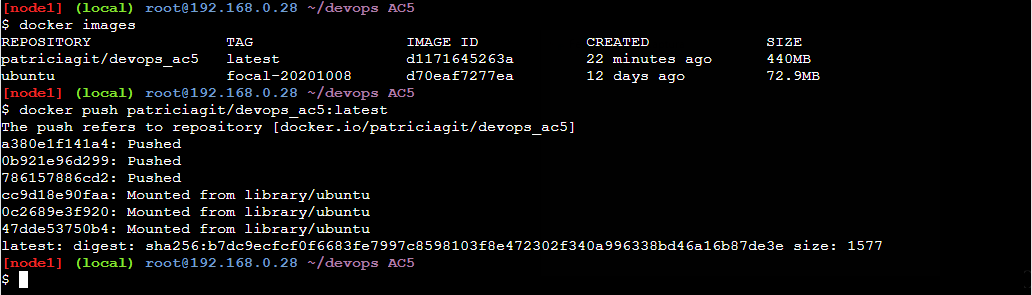 [node1] (local) root@192.168.0.28 ~/devops AC5
$ docker images
REPOSITORY TAG IMAGE ID CREATED SIZE
patriciagit/devops_ac5 latest d1171645263a 22 minutes ago 440MB
ubuntu focal-20201008 d70eaf7277ea 12 days ago 72.9MB
[node1] (local) root@192.168.0.28 ~/devops AC5
$ docker push patriciagit/devops_ac5:latest
The push refers to repository [docker.io/patriciagit/devops_ac5]
a380e1f141a4: Pushed
0b921e96d299: Pushed
786157886cd2: Pushed
cc9d18e90faa: Mounted from library/ubuntu
0c2689e3f920: Mounted from library/ubuntu
47dde53750b4: Mounted from library/ubuntu
latest: digest: sha256:b7dc9ecfcf0f6683fe7997c8598103f8e472302f340a996338bd46a16b87de3e size: 1577
[node1] (local) root@192.168.0.28 ~/devops AC5
$